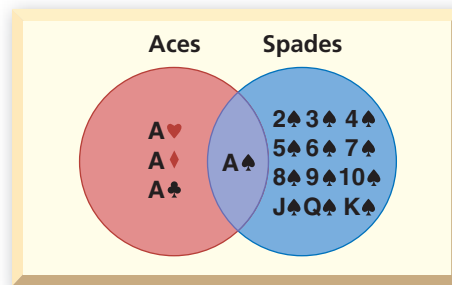 Aces Spades
A♥
A♦
A♣
A♠
2♠ 3♠ 4♠
5♠ 6♠ 7♠
8♠ 9♠ 10♠
J♠ Q♠ K♠